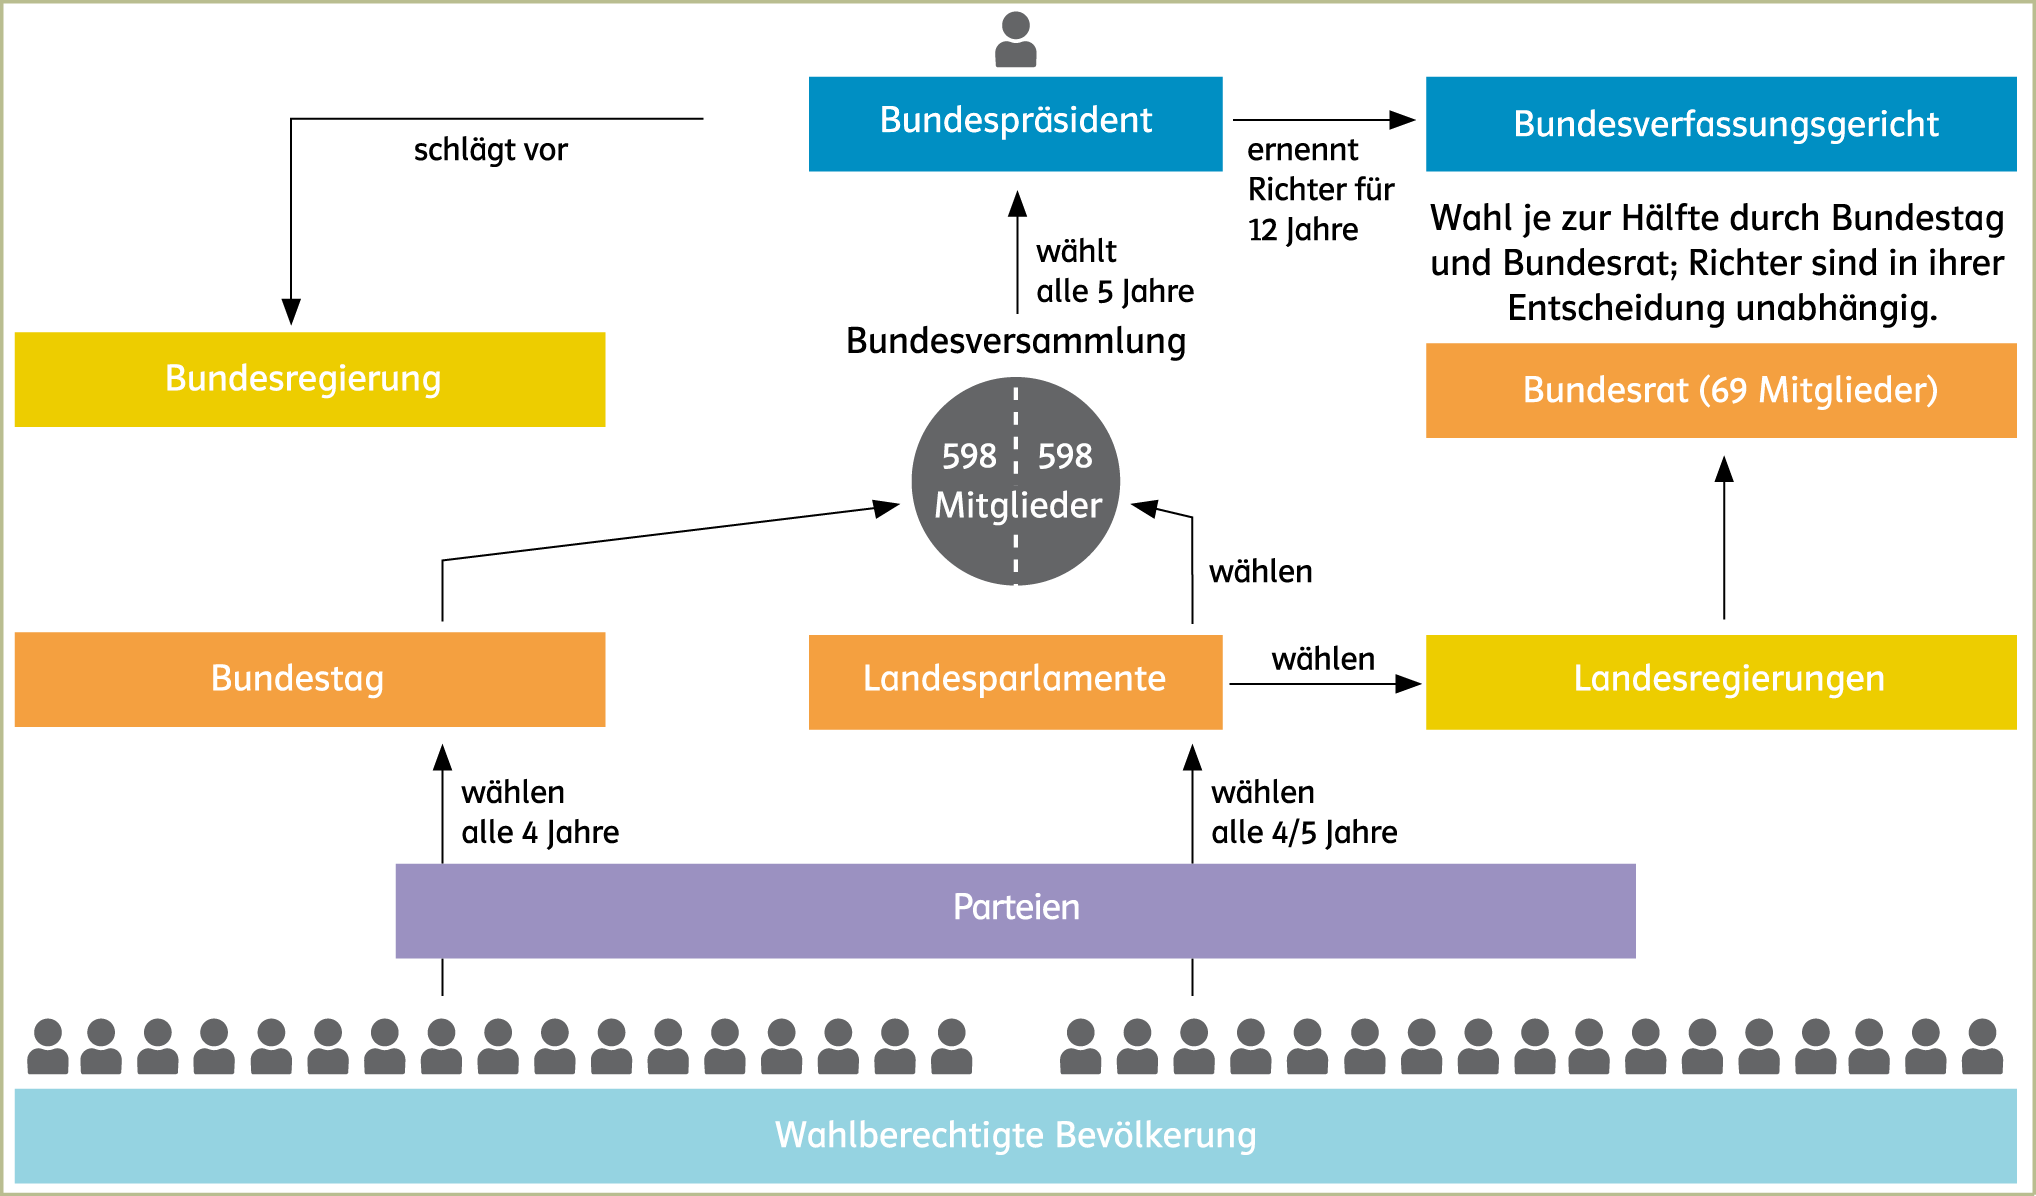 Bundespräsident
Bundesverfassungsgericht
schlägt vor
ernennt
Richter für
12 Jahre
Wahl je zur Hälfte durch Bundestag
und Bundesrat; Richter sind in ihrer
Entscheidung unabhängig.
wählt
alle 5 Jahre
Bundesversammlung
Bundesregierung
Bundesrat (69 Mitglieder)
598 598
Mitglieder
wählen
Bundestag
Landesparlamente
wählen
Landesregierungen
wählen
alle 4 Jahre
wählen
alle 4/5 Jahre
Parteien
Wahlberechtigte Bevölkerung